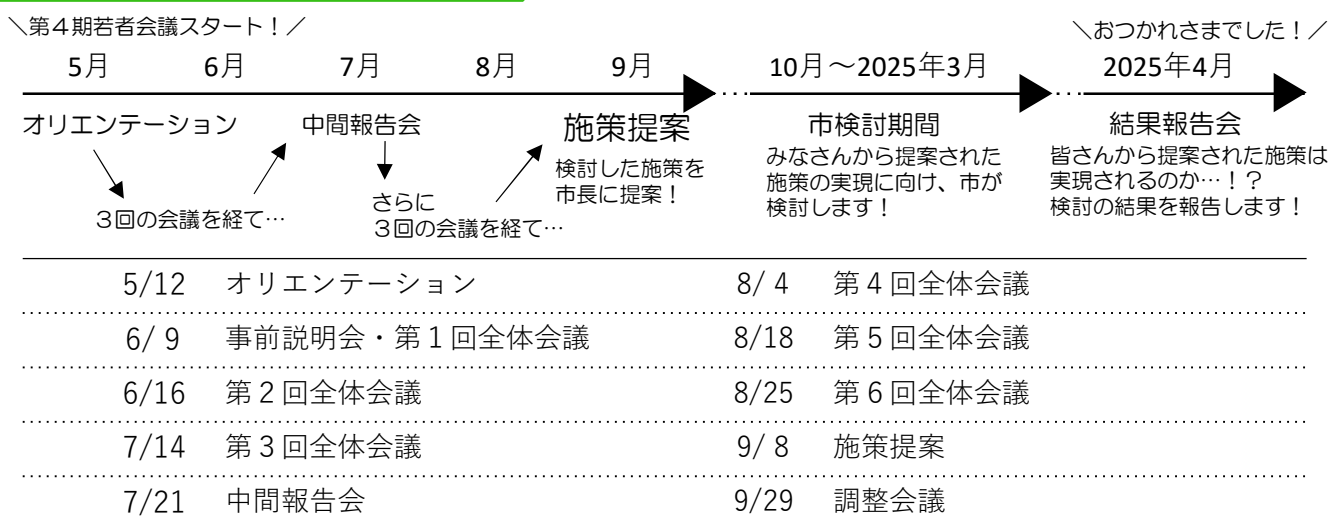 ＼第４期若者会議スタート！／
＼おつかれさまでした！／
5月 6月 7月 8月 9月 10月～2025年3月 2025年4月
オリエンテーション
３回の会議を経て…
中間報告会
さらに
３回の会議を経て…
施策提案
検討した施策を
市長に提案！
市検討期間
みなさんから提案された
施策の実現に向け、市が
検討します！
結果報告会
皆さんから提案された施策は
実現されるのか…！？
検討の結果を報告します！
5/12 オリエンテーション
6/ 9 事前説明会・第１回全体会議
6/16 第２回全体会議
7/14 第３回全体会議
7/21 中間報告会
8/ 4 第４回全体会議
8/18 第５回全体会議
8/25 第６回全体会議
9/ 8 施策提案
9/29 調整会議